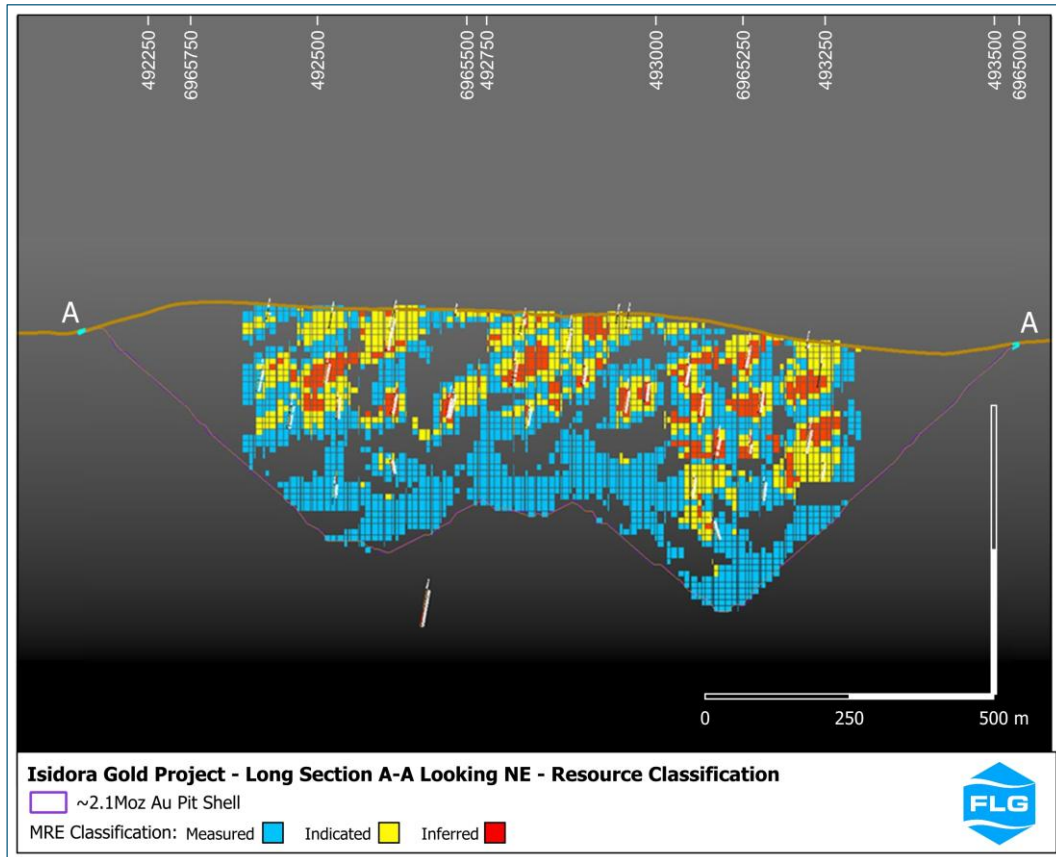 492250
6965750
492500
6965500
492750
493000
6965250
493250
493500
6965000
A
A
0
250
500 m
Isidora Gold Project - Long Section A-A Looking NE - Resource Classification
~2.1Moz Au Pit Shell
MRE Classification: Measured Indicated Inferred
FLG